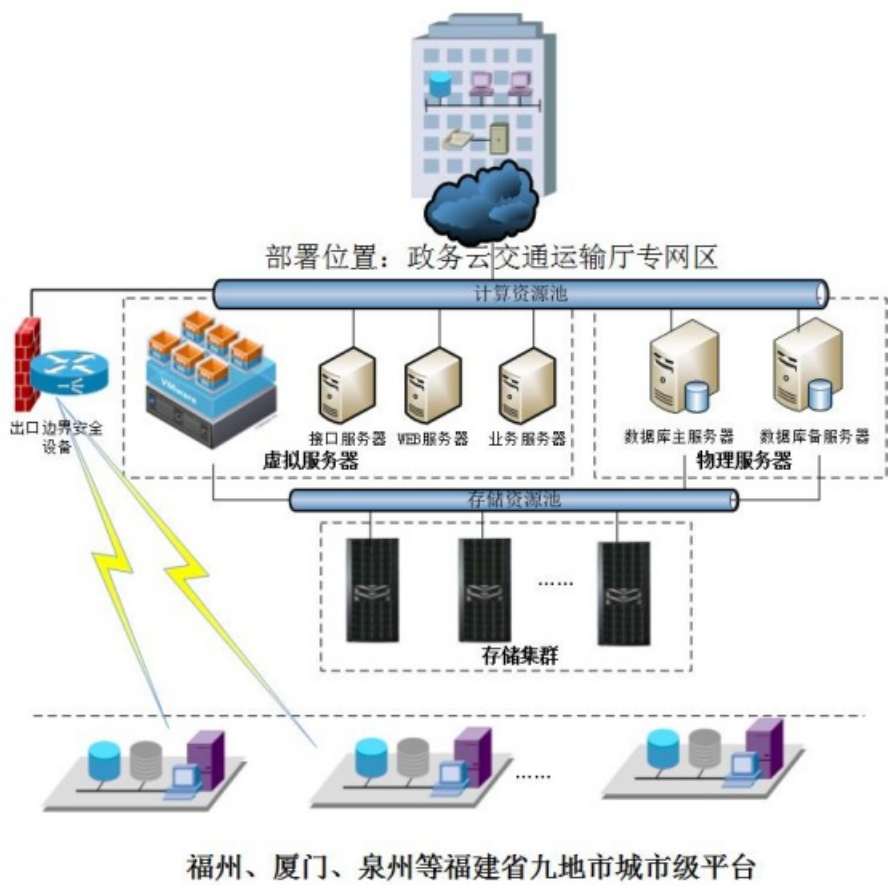 部署位置：政务云交通运输厅专网区
计算资源池
VMware
出口边界安全
设备
接口服务器
WEB服务器
业务服务器
虚拟服务器
数据库主服务器
数据库备服务器
物理服务器
存储资源池
……
存储集群
……
福州、厦门、泉州等福建省九地市城市级平台